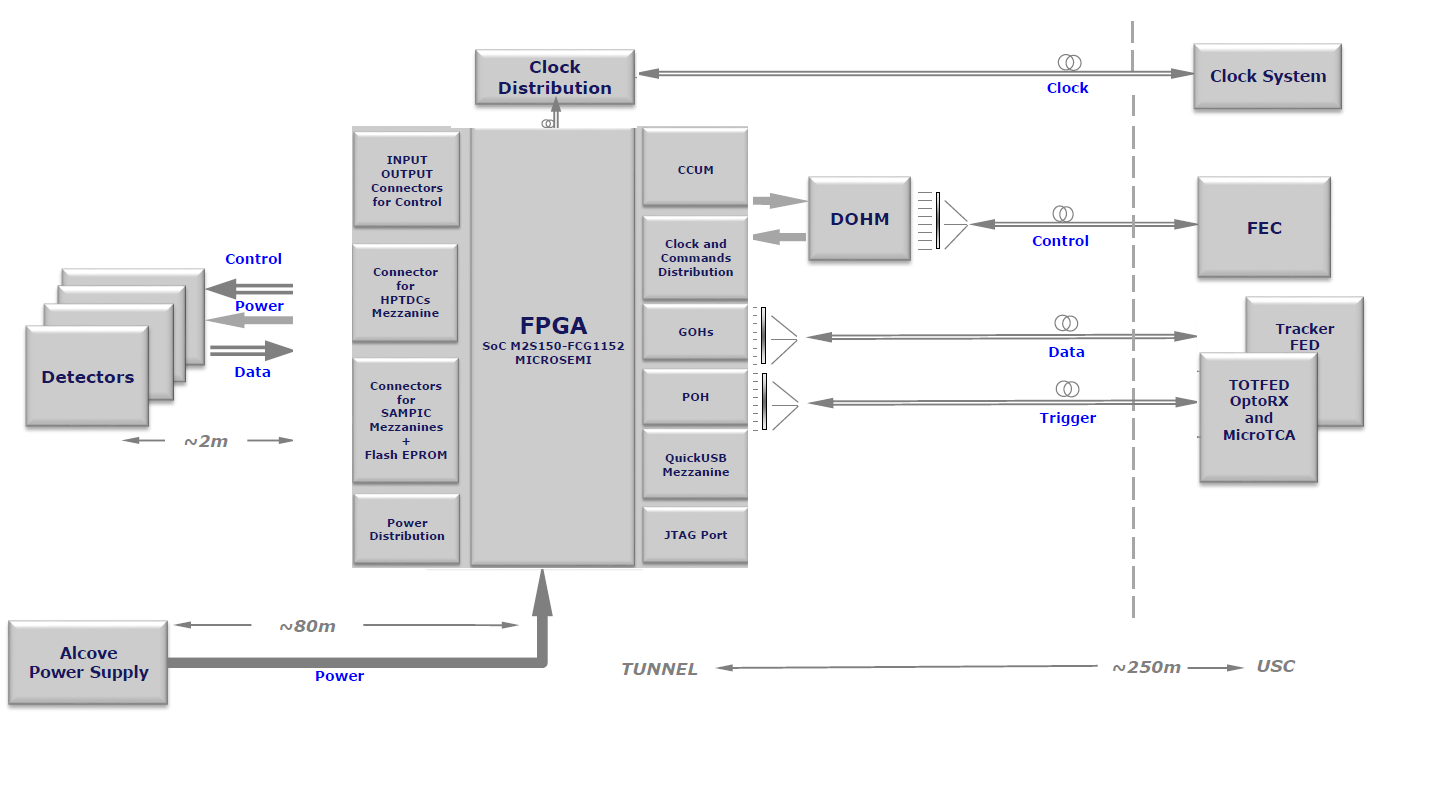 Clock
Distribution
Clock
Clock System
INPUT
OUTPUT
Connectors
for Control
Connector
for
HPTDCs
Mezzanine
Connectors
for
SAMPIC
Mezzanines
+
Flash EPROM
Power
Distribution
FPGA
SoC M2S150-FCG1152
MICROSEMI
CCUM
Clock and
Commands
Distribution
GOHs
POH
QuickUSB
Mezzanine
JTAG Port
DOHM
Control
FEC
Data
Trigger
Tracker
FED
TOTFED
OptoRX
and
MicroTCA
Control
Power
Data
Detectors
~2m
~80m
Alcove
Power Supply
Power
TUNNEL
~250m
USC